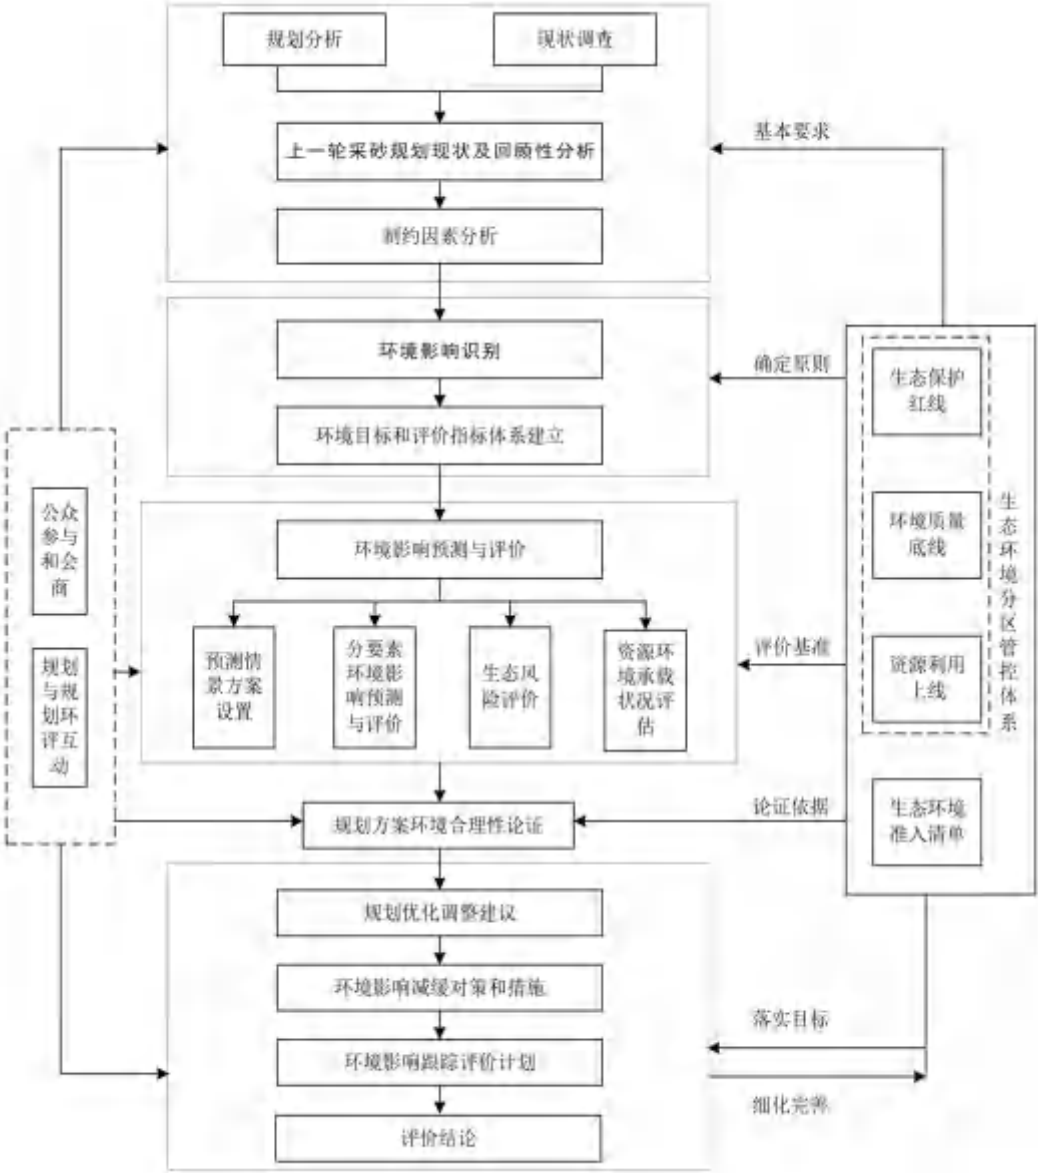 规划分析
现状调查
上一轮采砂规划现状及回顾性分析
基本要求
制约因素分析
环境影响识别
确定原则
环境目标和评价指标体系建立
生态保护
红线
环境质量
底线
资源利用
上线
生态环境
准入清单
生态环境分区管控体系
公众
参与
和会
商
规划
与规
划环
评互
动
环境影响预测与评价
预测情
景方案
设置
分要素
环境影
响预测
与评价
生态风
险评价
资源环
境承载
状况评
估
评价基准
规划方案环境合理性论证
论证依据
规划优化调整建议
环境影响减缓对策和措施
环境影响跟踪评价计划
评价结论
落实目标
细化完善